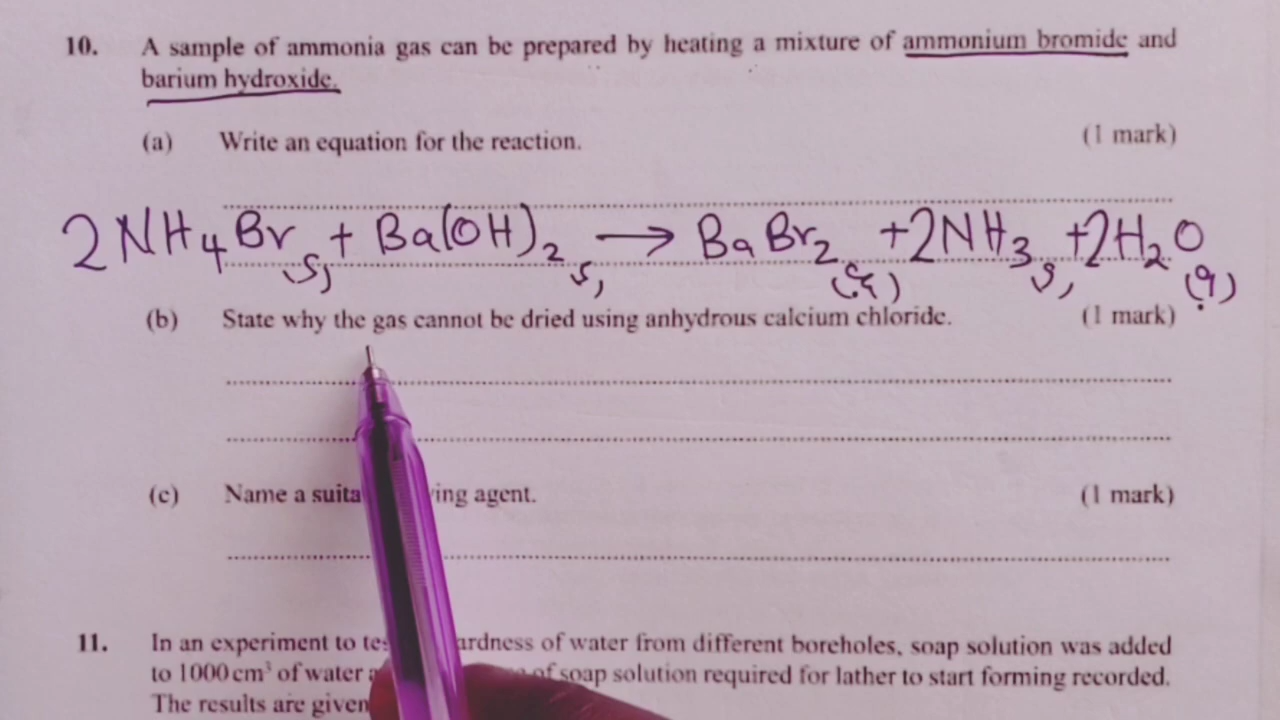 10. A sample of ammonia gas can be prepared by heating a mixture of ammonium bromide and
barium hydroxide.
(a) Write an equation for the reaction. (1 mark)
2NH₄Br(s) + Ba(OH)₂(s) → BaBr₂ + 2NH₃(g) + 2H₂O
(b) State why the gas cannot be dried using anhydrous calcium chloride. (1 mark)
(c) Name a suita ing agent. (1 mark)
11. In an experiment to tes ardness of water from different boreholes, soap solution was added
to 1000 cm³ of water of soap solution required for lather to start forming recorded.
The results are given